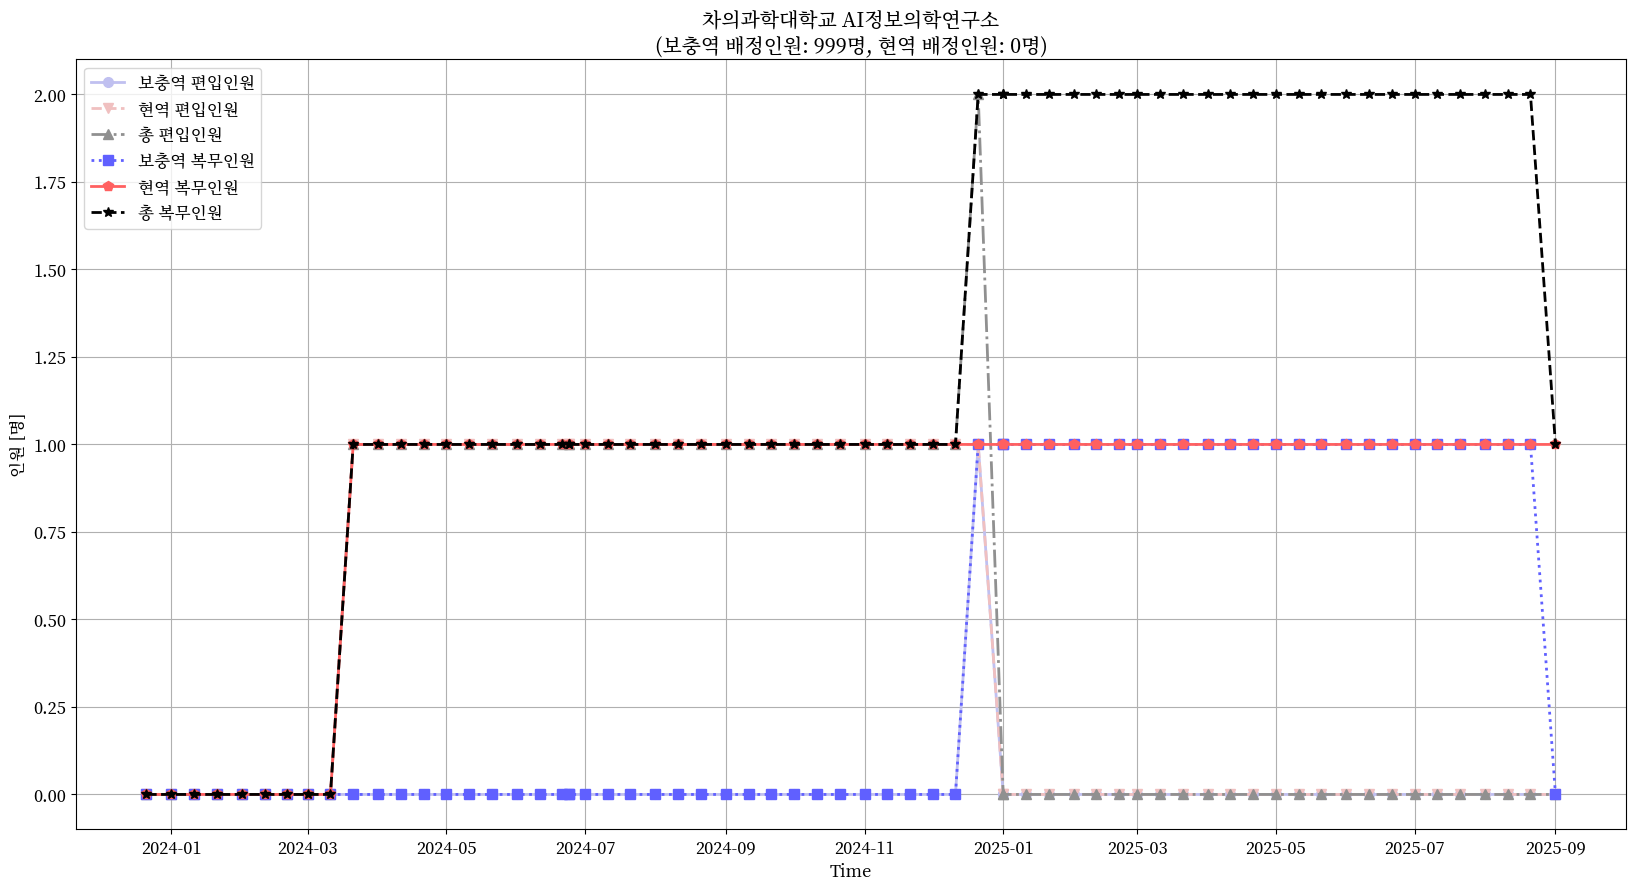 차의과학대학교 AI정보의학연구소
(보충역 배정인원: 999명, 현역 배정인원: 0명)
보충역 편입인원
현역 편입인원
총 편입인원
보충역 복무인원
현역 복무인원
총 복무인원
인원 [명]
2.00
1.75
1.50
1.25
1.00
0.75
0.50
0.25
0.00
2024-01 2024-03 2024-05 2024-07 2024-09 2024-11 2025-01 2025-03 2025-05 2025-07 2025-09
Time